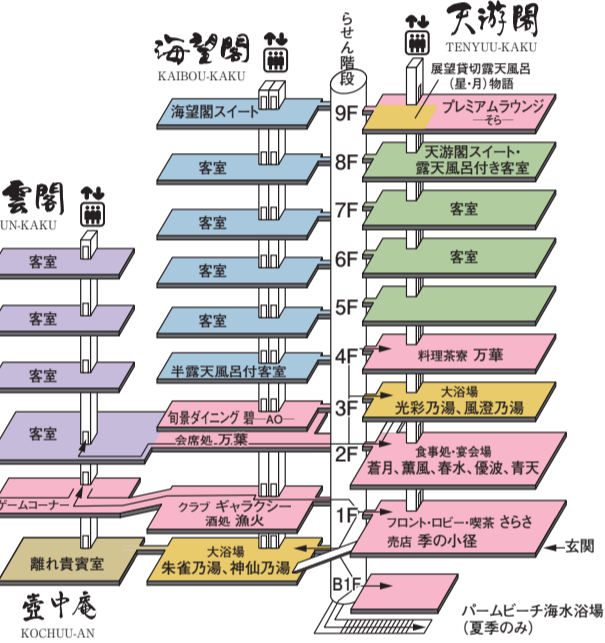 海望閣
KAIBOU-KAKU
らせん階段
天游閣
TENYUU-KAKU
展望貸切露天風呂
(星・月)物語
海望閣スイート
9F
プレミアムラウンジ
―そら―
客室
8F
天游閣スイート・
露天風呂付き客室
雲閣
UN-KAKU
客室
7F
客室
客室
客室
6F
客室
客室
客室
5F
客室
半露天風呂付客室
4F
料理茶寮 万華
旬景ダイニング 碧―AO―
3F
大浴場
光彩乃湯、風澄乃湯
客室
会席処 万葉
2F
食事処・宴会場
蒼月、薫風、春水、優波、青天
ゲームコーナー
クラブ ギャラクシー
酒処 漁火
1F
フロント・ロビー・喫茶 さらさ
売店 季の小径
玄関
離れ貴賓室
大浴場
朱雀乃湯、神仙乃湯
B1F
壺中庵
KOCHUU-AN
パームビーチ海水浴場
(夏季のみ)